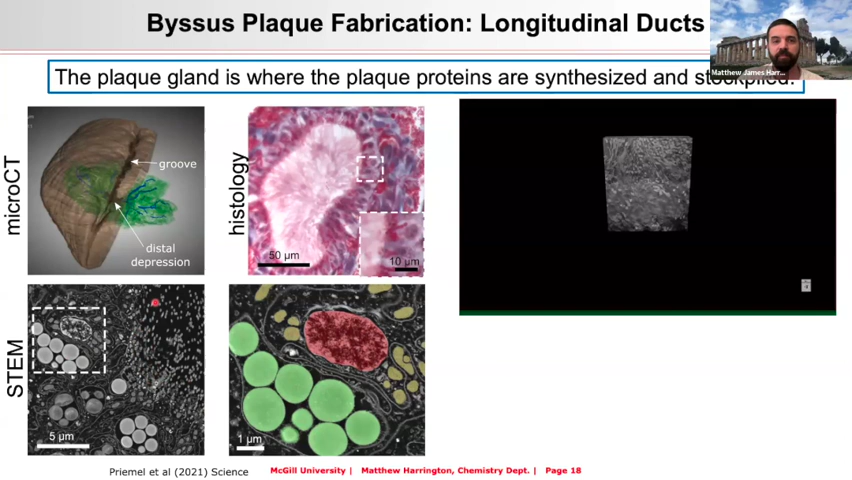 Byssus Plaque Fabrication: Longitudinal Ducts
Matthew James Harr...
The plaque gland is where the plaque proteins are synthesized and stockpiled.
microCT
groove
distal
depression
histology
50 µm
10 µm
STEM
5 µm
1 µm
Priemel et al (2021) Science
McGill University | Matthew Harrington, Chemistry Dept. | Page 18